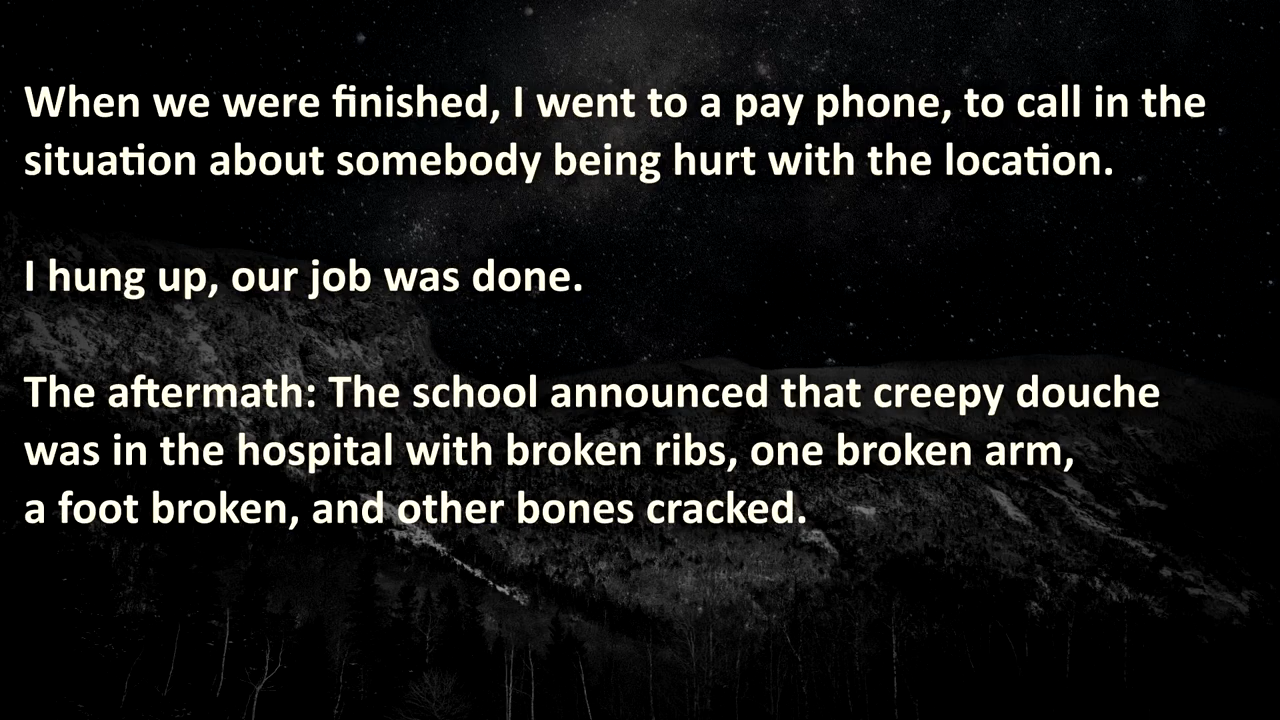 When we were finished, I went to a pay phone, to call in the
situation about somebody being hurt with the location.
I hung up, our job was done.
The aftermath: The school announced that creepy douche
was in the hospital with broken ribs, one broken arm,
a foot broken, and other bones cracked.